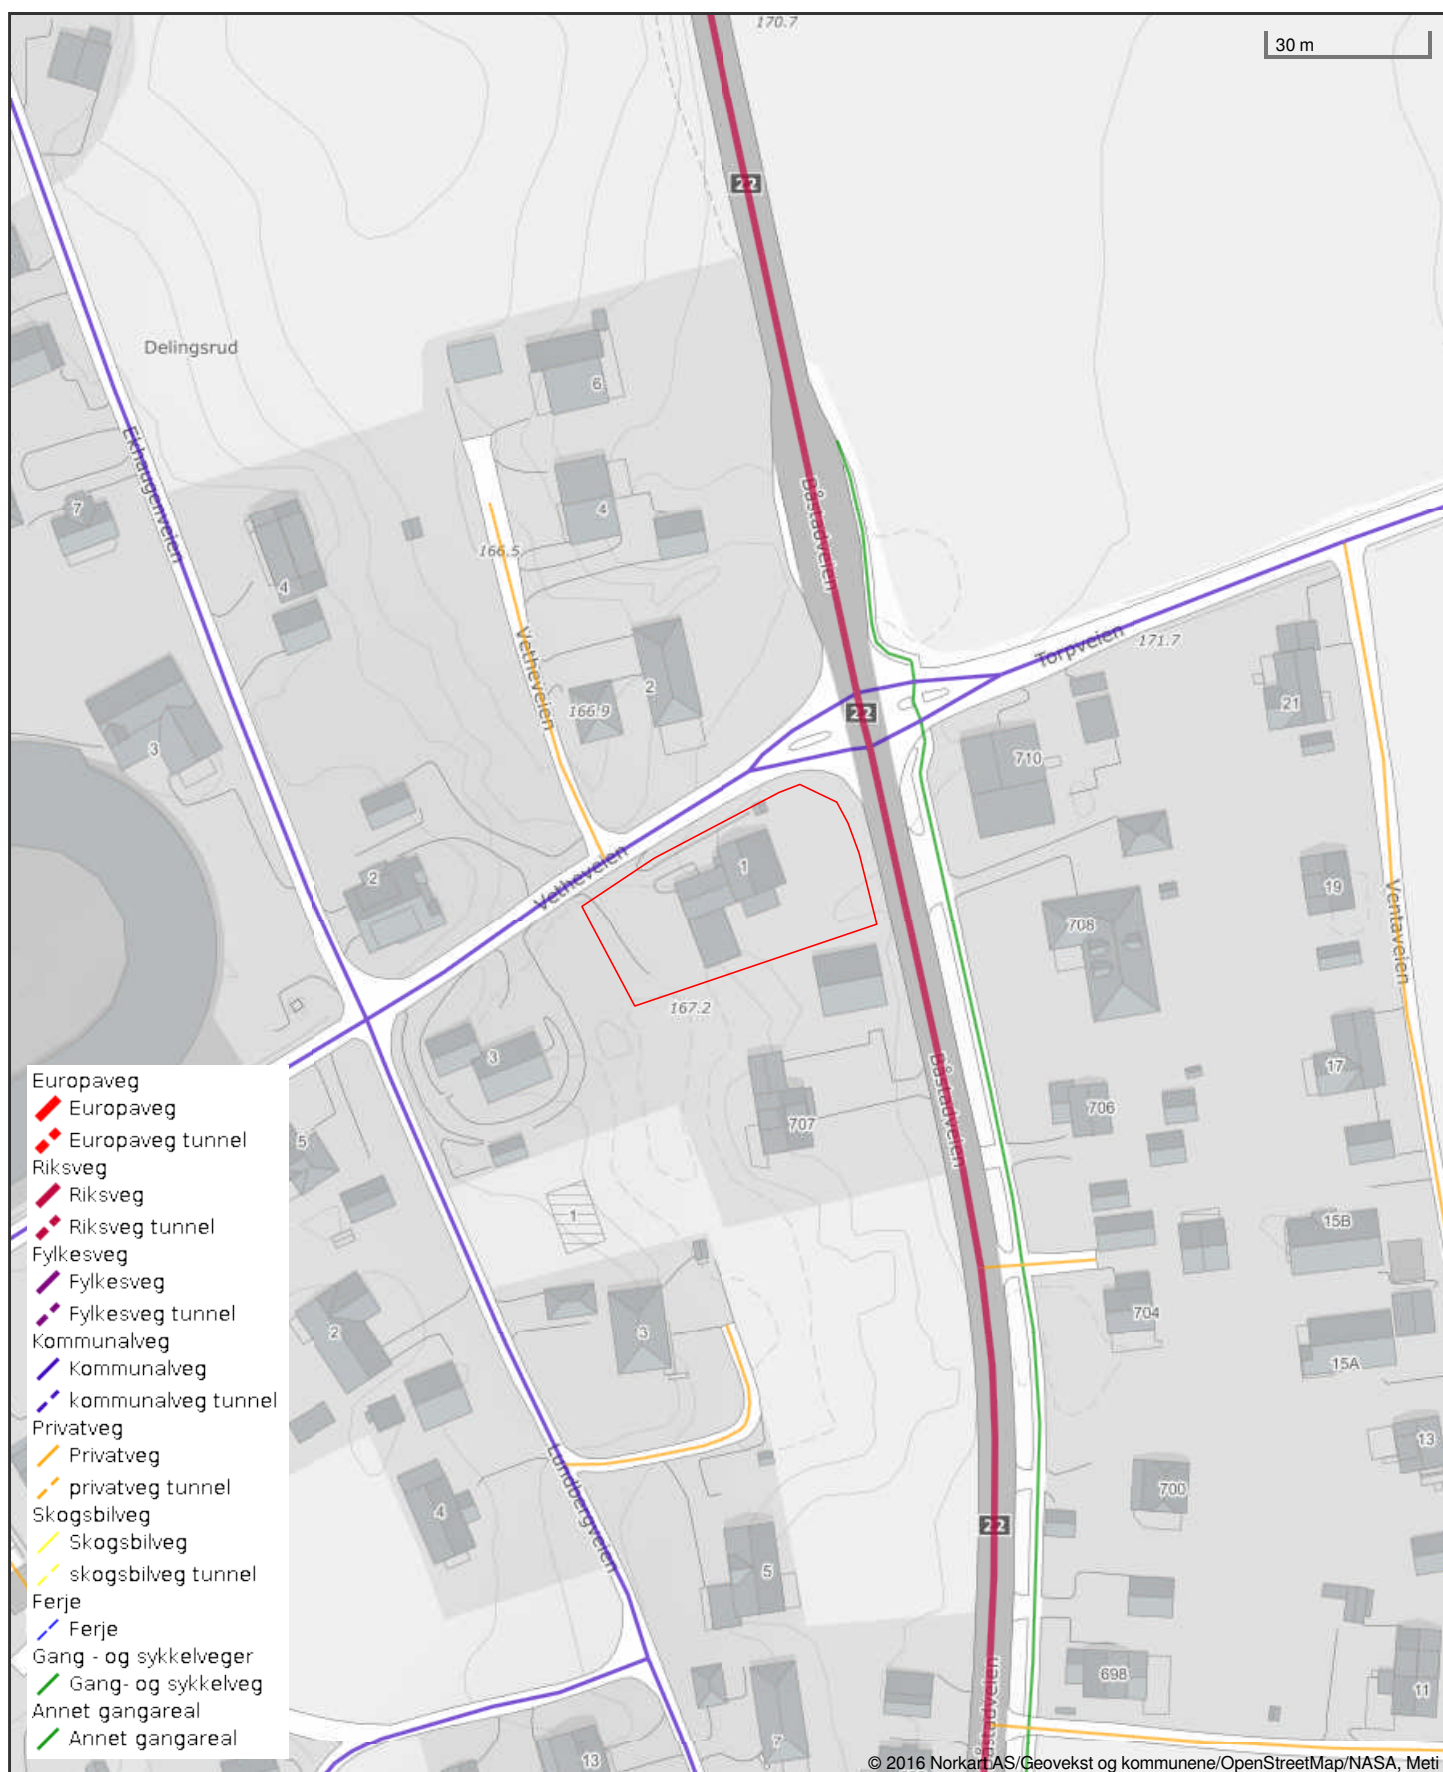 170.7
30 m
22
Delingsrud
6
Ekhaugenveien
7
4
4
Båstadveien
166.5
Vetheveien
Torpveien
171.7
2
166.9
22
21
3
710
1
2
Vetheveien
19
708
Ventaveien
167.2
3
17
Båstadveien
706
707
5
1
15B
2
3
704
15A
13
Lundbergveien
4
700
22
5
698
11
Båstadveien
7
13
Europaveg
Europaveg
Europaveg tunnel
Riksveg
Riksveg
Riksveg tunnel
Fylkesveg
Fylkesveg
Fylkesveg tunnel
Kommunalveg
Kommunalveg
kommunalveg tunnel
Privatveg
Privatveg
privatveg tunnel
Skogsbilveg
Skogsbilveg
skogsbilveg tunnel
Ferje
Ferje
Gang - og sykkelveger
Gang- og sykkelveg
Annet gangareal
Annet gangareal
© 2016 Norkart AS/Geovekst og kommunene/OpenStreetMap/NASA, Meti